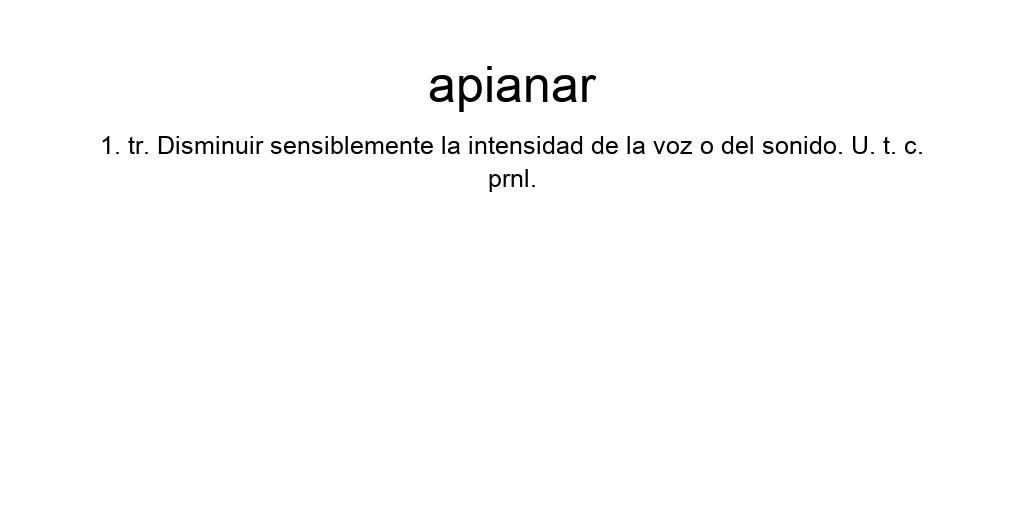 apianar
1. tr. Disminuir sensiblemente la intensidad de la voz o del sonido. U. t. c.
prnl.